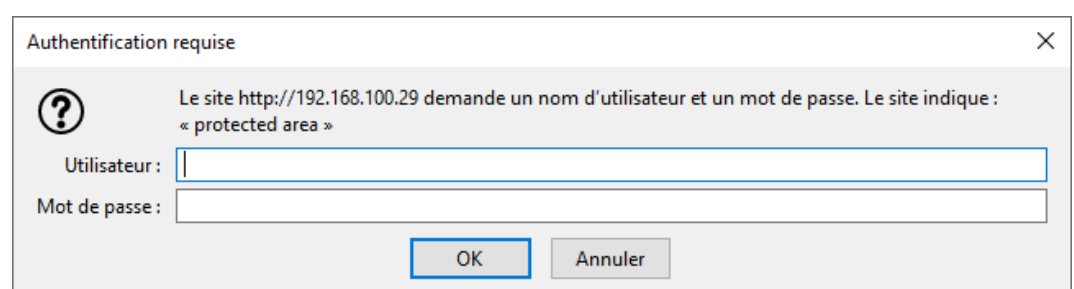 Authentification requise
Le site http://192.168.100.29 demande un nom d'utilisateur et un mot de passe. Le site indique :
« protected area »
Utilisateur :
Mot de passe :
OK Annuler